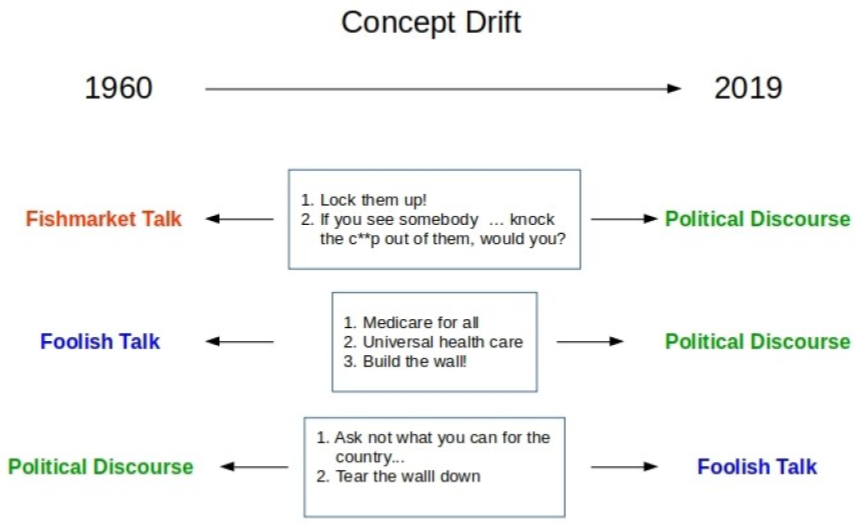 Concept Drift
1960
2019
Fishmarket Talk
1. Lock them up!
2. If you see somebody ... knock
the c**p out of them, would you?
Political Discourse
Foolish Talk
1. Medicare for all
2. Universal health care
3. Build the wall!
Political Discourse
Political Discourse
1. Ask not what you can for the
country...
2. Tear the walll down
Foolish Talk